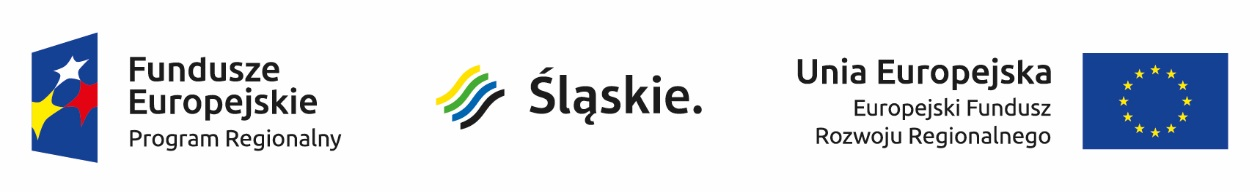 Fundusze
Europejskie
Program Regionalny
Śląskie.
Unia Europejska
Europejski Fundusz
Rozwoju Regionalnego